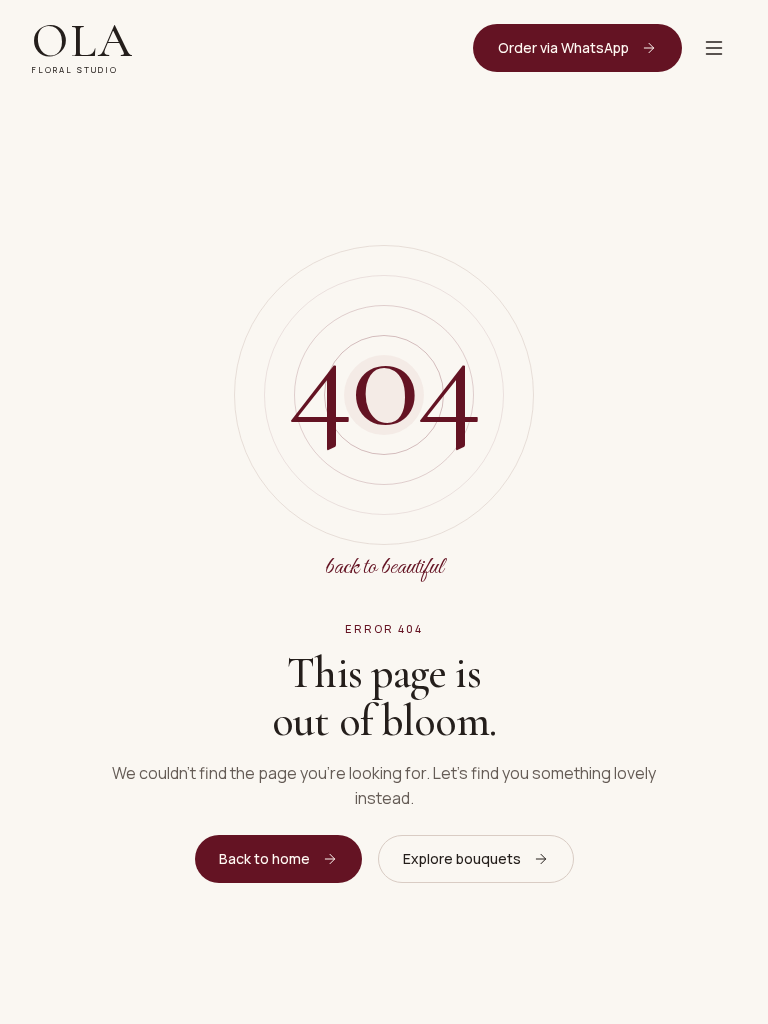 OLA
FLORAL STUDIO
Order via WhatsApp
404
back to beautiful
ERROR 404
This page is
out of bloom.
We couldn't find the page you're looking for. Let's find you something lovely
instead.
Back to home
Explore bouquets